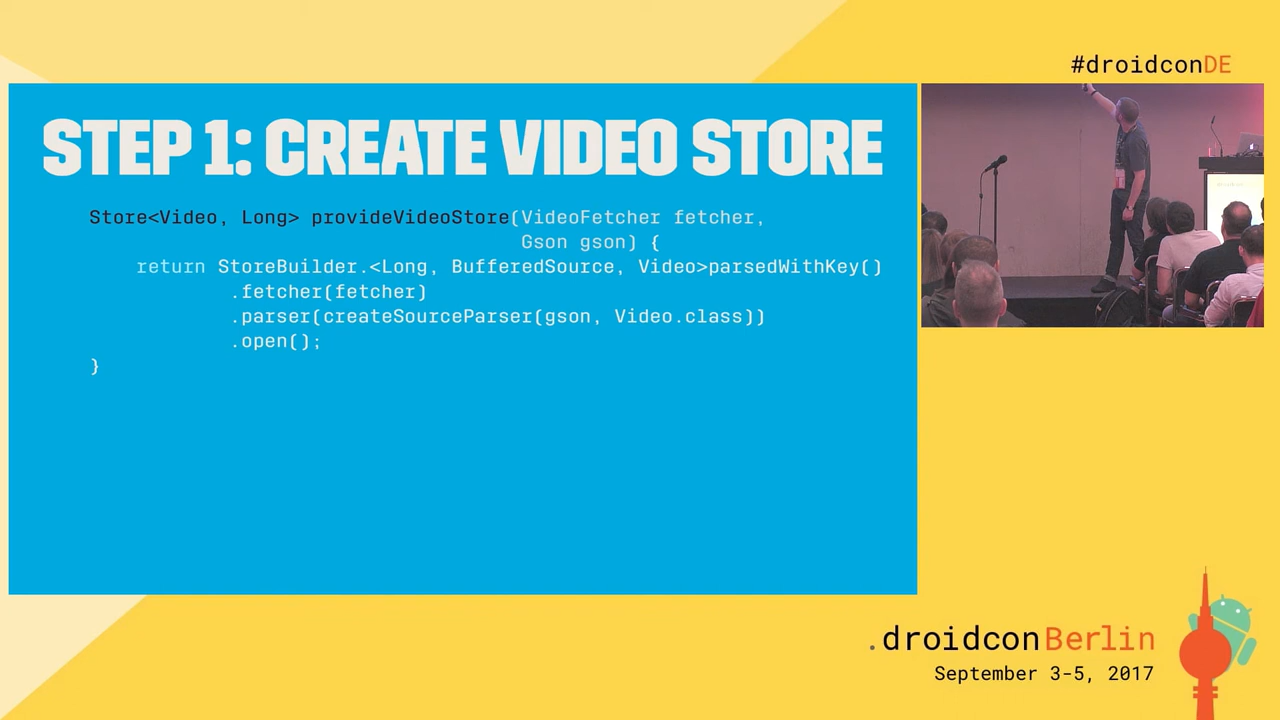 #droidconDE
STEP 1: CREATE VIDEO STORE
Store<Video, Long> provideVideoStore(VideoFetcher fetcher,
Gson gson) {
return StoreBuilder.<Long, BufferedSource, Video>parsedWithKey()
.fetcher(fetcher)
.parser(createSourceParser(gson, Video.class))
.open();
}
.droidconBerlin
September 3-5, 2017